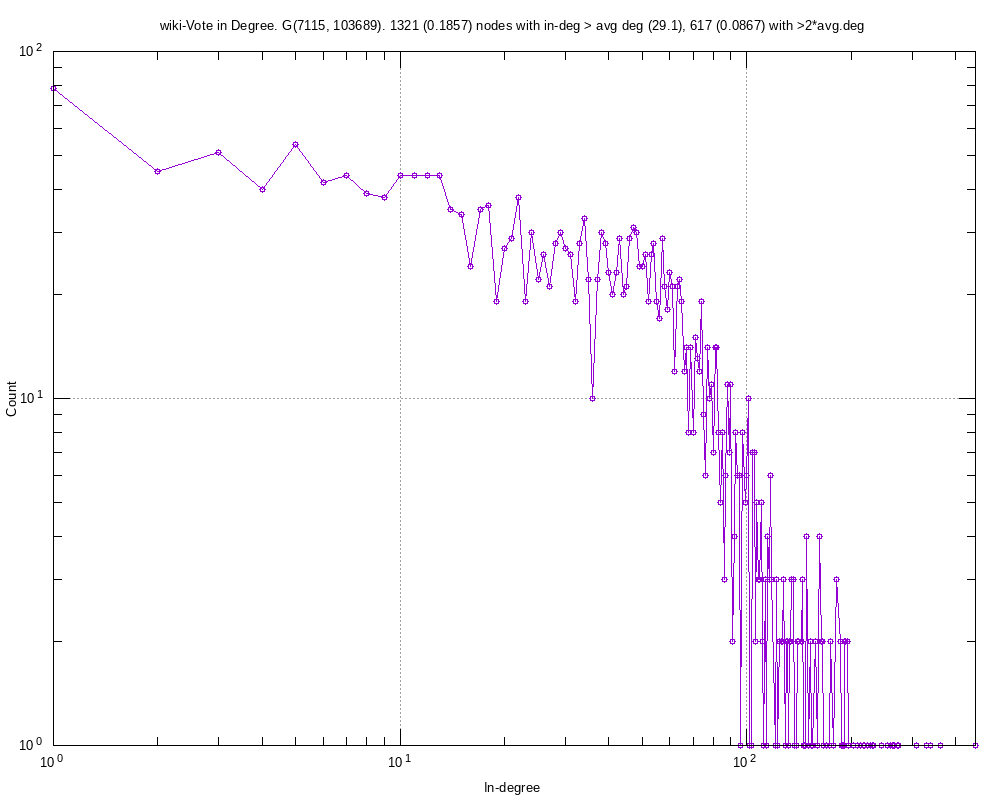 wiki-Vote in Degree. G(7115, 103689). 1321 (0.1857) nodes with in-deg > avg deg (29.1), 617 (0.0867) with >2*avg.deg
10^2
Count
10^1
10^0
10^0 10^1 10^2
In-degree